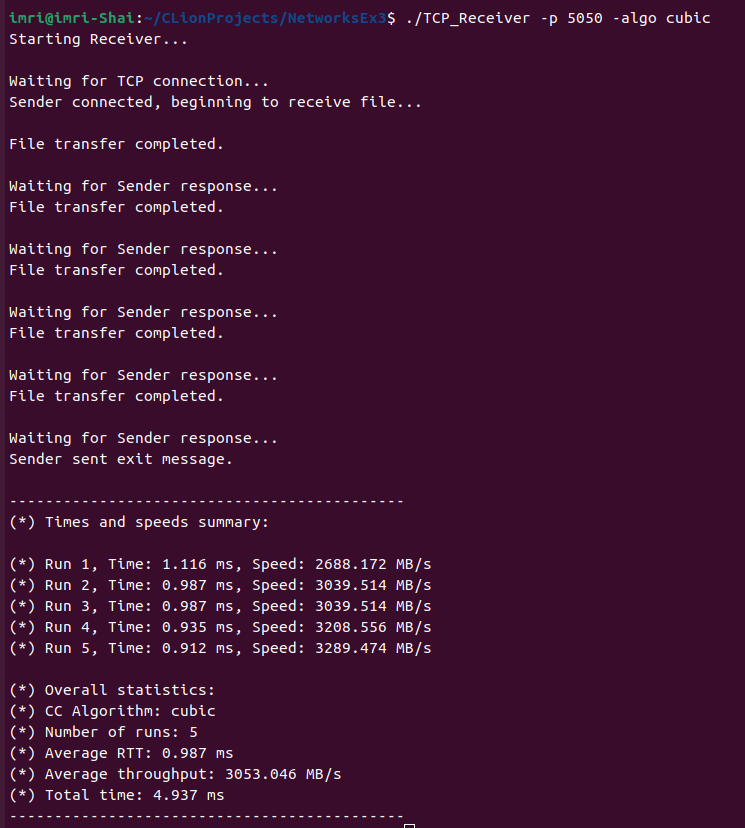 imri@imri-Shai:~/CLionProjects/NetworksEx3$ ./TCP_Receiver -p 5050 -algo cubic
Starting Receiver...
Waiting for TCP connection...
Sender connected, beginning to receive file...
File transfer completed.
Waiting for Sender response...
File transfer completed.
Waiting for Sender response...
File transfer completed.
Waiting for Sender response...
File transfer completed.
Waiting for Sender response...
File transfer completed.
Waiting for Sender response...
Sender sent exit message.
--------------------------------------------
(*) Times and speeds summary:
(*) Run 1, Time: 1.116 ms, Speed: 2688.172 MB/s
(*) Run 2, Time: 0.987 ms, Speed: 3039.514 MB/s
(*) Run 3, Time: 0.987 ms, Speed: 3039.514 MB/s
(*) Run 4, Time: 0.935 ms, Speed: 3208.556 MB/s
(*) Run 5, Time: 0.912 ms, Speed: 3289.474 MB/s
(*) Overall statistics:
(*) CC Algorithm: cubic
(*) Number of runs: 5
(*) Average RTT: 0.987 ms
(*) Average throughput: 3053.046 MB/s
(*) Total time: 4.937 ms
--------------------------------------------